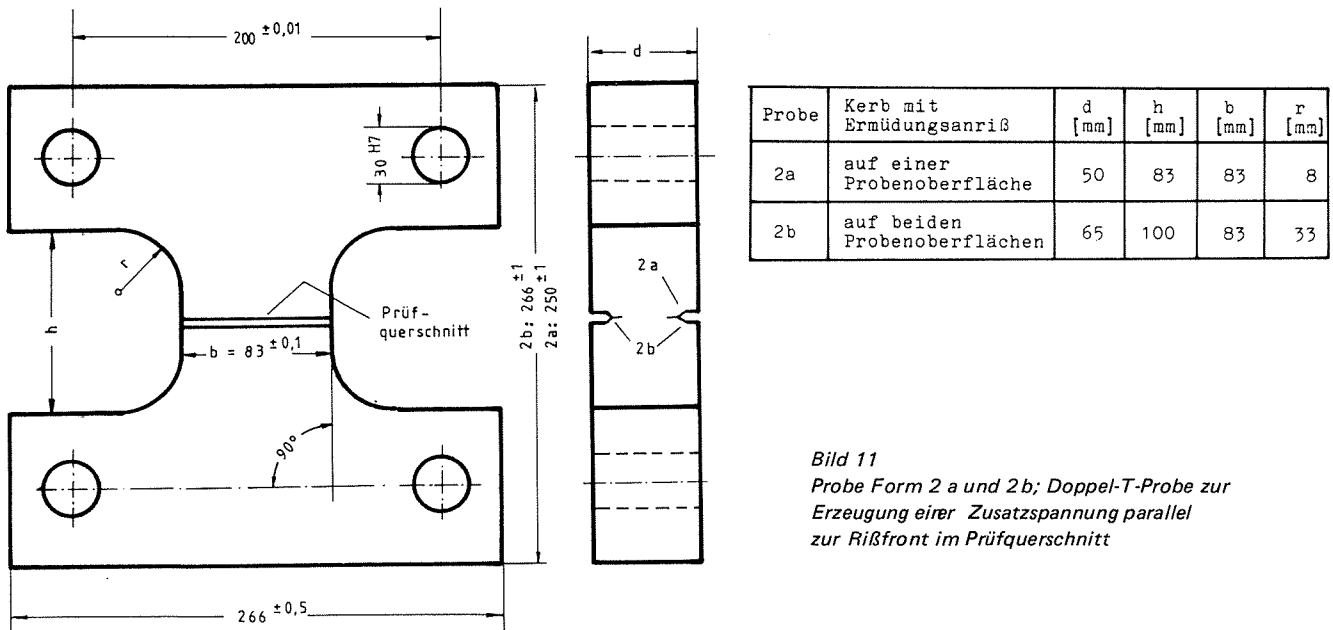 200 ±0,01
30 H7
r
h
Prüf-
querschnitt
b = 83 ±0,1
90°
2b: 266 ±1
2a: 250 ±1
266 ±0,5
d
2a
2b
Probe Kerb mit Ermüdungsanriß d [mm] h [mm] b [mm] r [mm]
2a auf einer Probenoberfläche 50 83 83 8
2b auf beiden Probenoberflächen 65 100 83 33
Bild 11
Probe Form 2 a und 2 b; Doppel-T-Probe zur
Erzeugung einer Zusatzspannung parallel
zur Rißfront im Prüfquerschnitt